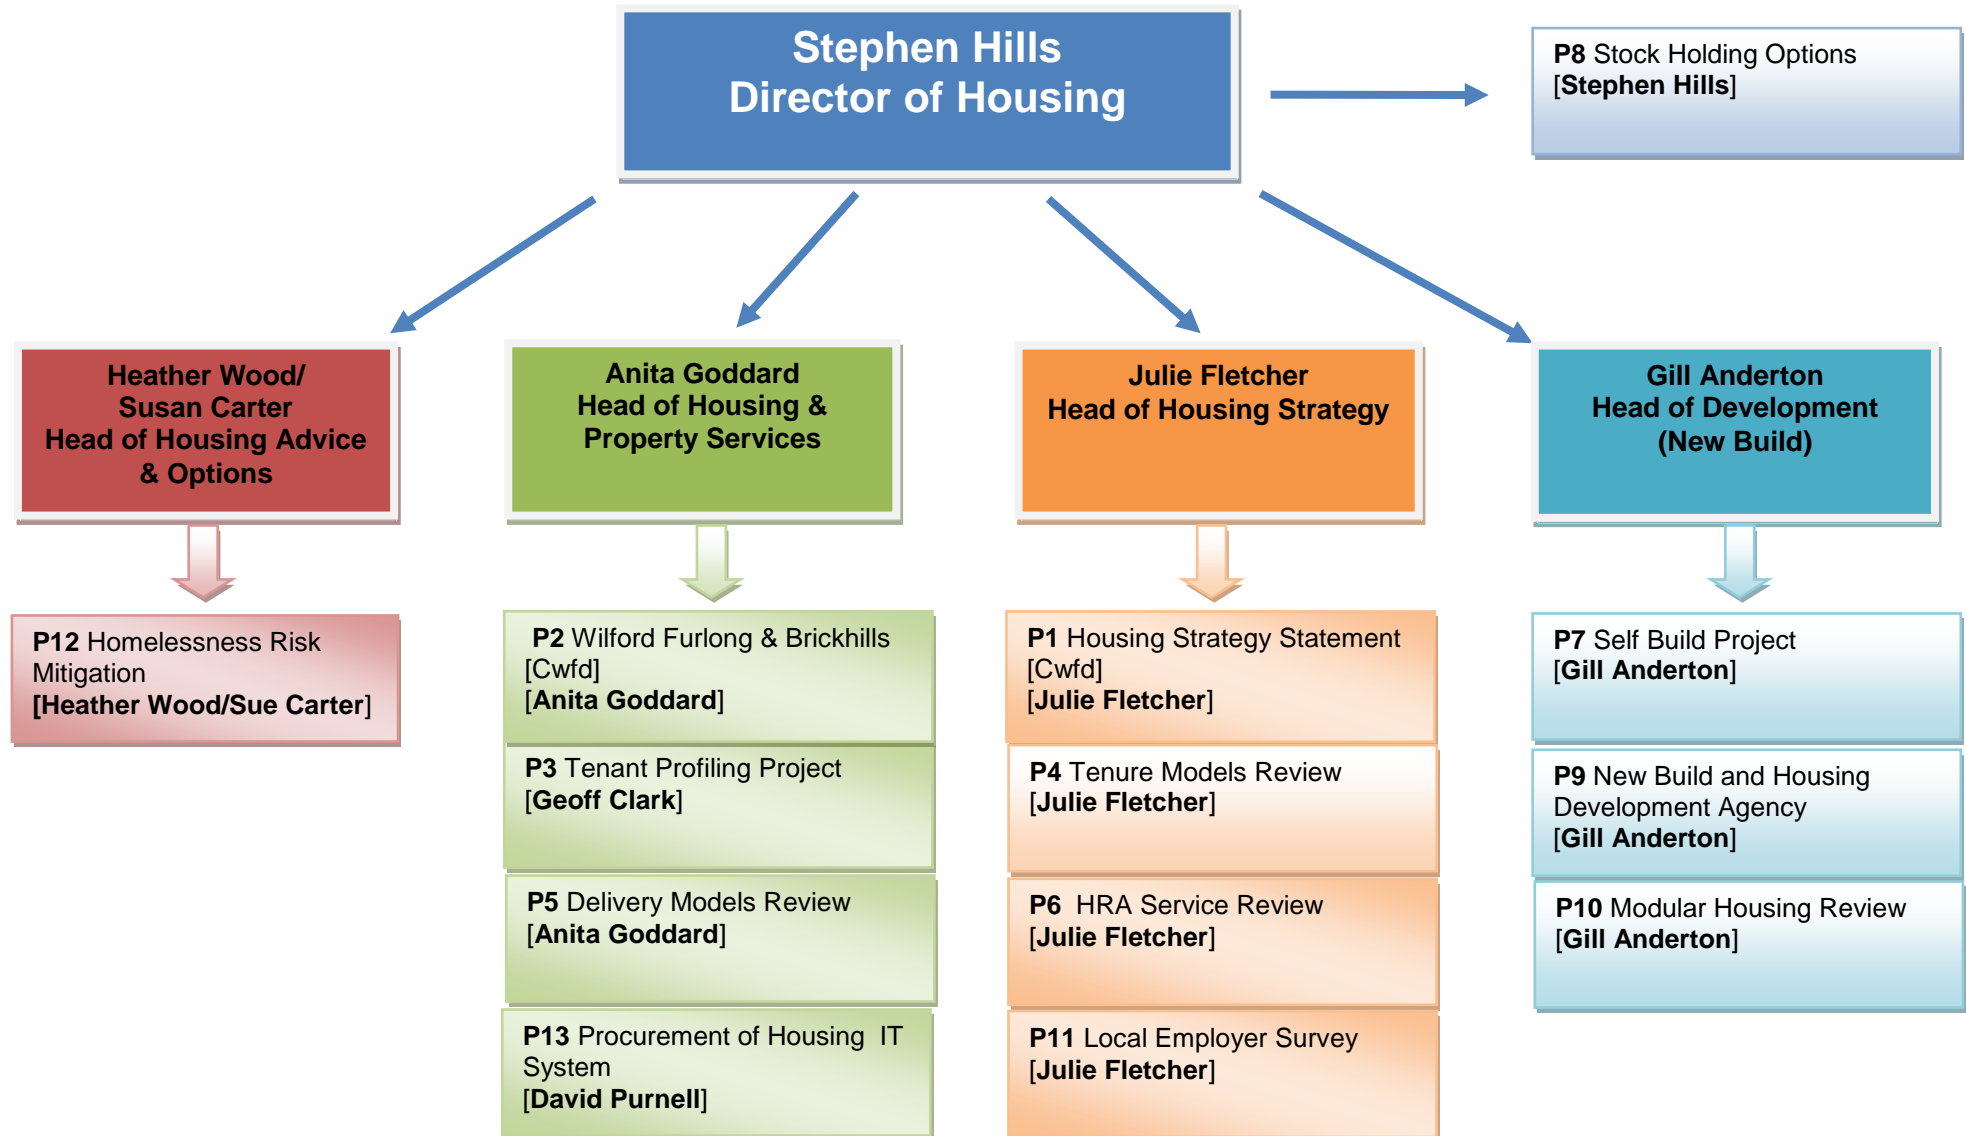 Stephen Hills
Director of Housing
P8 Stock Holding Options
[Stephen Hills]
Heather Wood/
Susan Carter
Head of Housing Advice
& Options
Anita Goddard
Head of Housing &
Property Services
Julie Fletcher
Head of Housing Strategy
Gill Anderton
Head of Development
(New Build)
P12 Homelessness Risk
Mitigation
[Heather Wood/Sue Carter]
P2 Wilford Furlong & Brickhills
[Cwfd]
[Anita Goddard]
P3 Tenant Profiling Project
[Geoff Clark]
P5 Delivery Models Review
[Anita Goddard]
P13 Procurement of Housing  IT
System
[David Purnell]
P1 Housing Strategy Statement
[Cwfd]
[Julie Fletcher]
P4 Tenure Models Review
[Julie Fletcher]
P6  HRA Service Review
[Julie Fletcher]
P11 Local Employer Survey
[Julie Fletcher]
P7 Self Build Project
[Gill Anderton]
P9 New Build and Housing
Development Agency
[Gill Anderton]
P10 Modular Housing Review
[Gill Anderton]